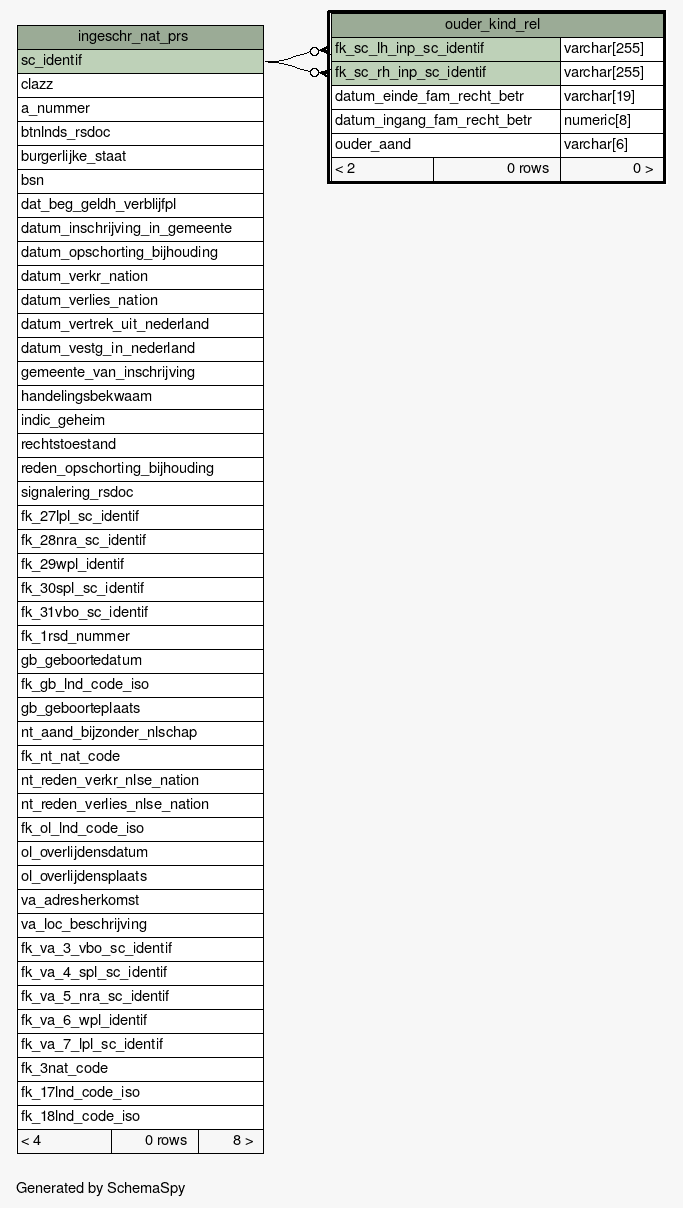 ingeschr_nat_prs
sc_identif
clazz
a_nummer
btnlnds_rsdoc
burgerlijke_staat
bsn
dat_beg_geldh_verblijfpl
datum_inschrijving_in_gemeente
datum_opschorting_bijhouding
datum_verkr_nation
datum_verlies_nation
datum_vertrek_uit_nederland
datum_vestg_in_nederland
gemeente_van_inschrijving
handelingsbekwaam
indic_geheim
rechtstoestand
reden_opschorting_bijhouding
signalering_rsdoc
fk_27lpl_sc_identif
fk_28nra_sc_identif
fk_29wpl_identif
fk_30spl_sc_identif
fk_31vbo_sc_identif
fk_1rsd_nummer
gb_geboortedatum
fk_gb_lnd_code_iso
gb_geboorteplaats
nt_aand_bijzonder_nlschap
fk_nt_nat_code
nt_reden_verkr_nlse_nation
nt_reden_verlies_nlse_nation
fk_ol_lnd_code_iso
ol_overlijdensdatum
ol_overlijdensplaats
va_adresherkomst
va_loc_beschrijving
fk_va_3_vbo_sc_identif
fk_va_4_spl_sc_identif
fk_va_5_nra_sc_identif
fk_va_6_wpl_identif
fk_va_7_lpl_sc_identif
fk_3nat_code
fk_17lnd_code_iso
fk_18lnd_code_iso
< 4 0 rows 8 >
ouder_kind_rel
fk_sc_lh_inp_sc_identif varchar[255]
fk_sc_rh_inp_sc_identif varchar[255]
datum_einde_fam_recht_betr varchar[19]
datum_ingang_fam_recht_betr numeric[8]
ouder_aand varchar[6]
< 2 0 rows 0 >
Generated by SchemaSpy